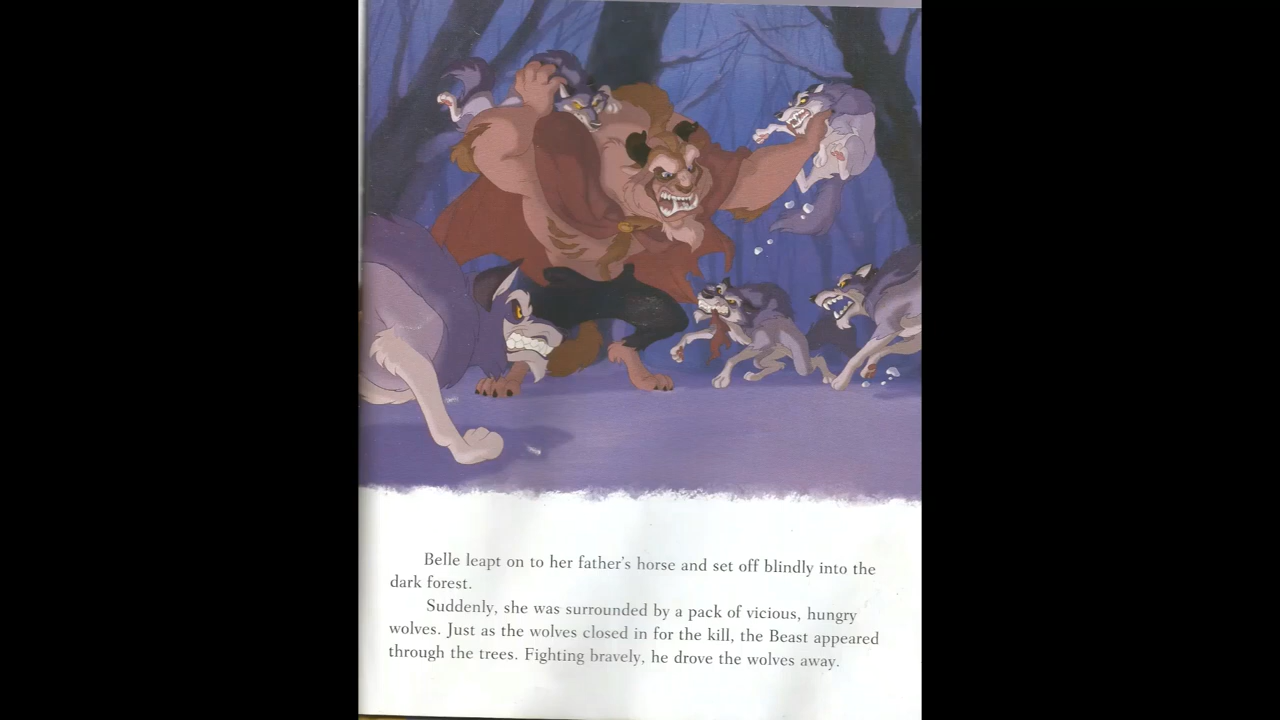 Belle leapt on to her father's horse and set off blindly into the
dark forest.
Suddenly, she was surrounded by a pack of vicious, hungry
wolves. Just as the wolves closed in for the kill, the Beast appeared
through the trees. Fighting bravely, he drove the wolves away.